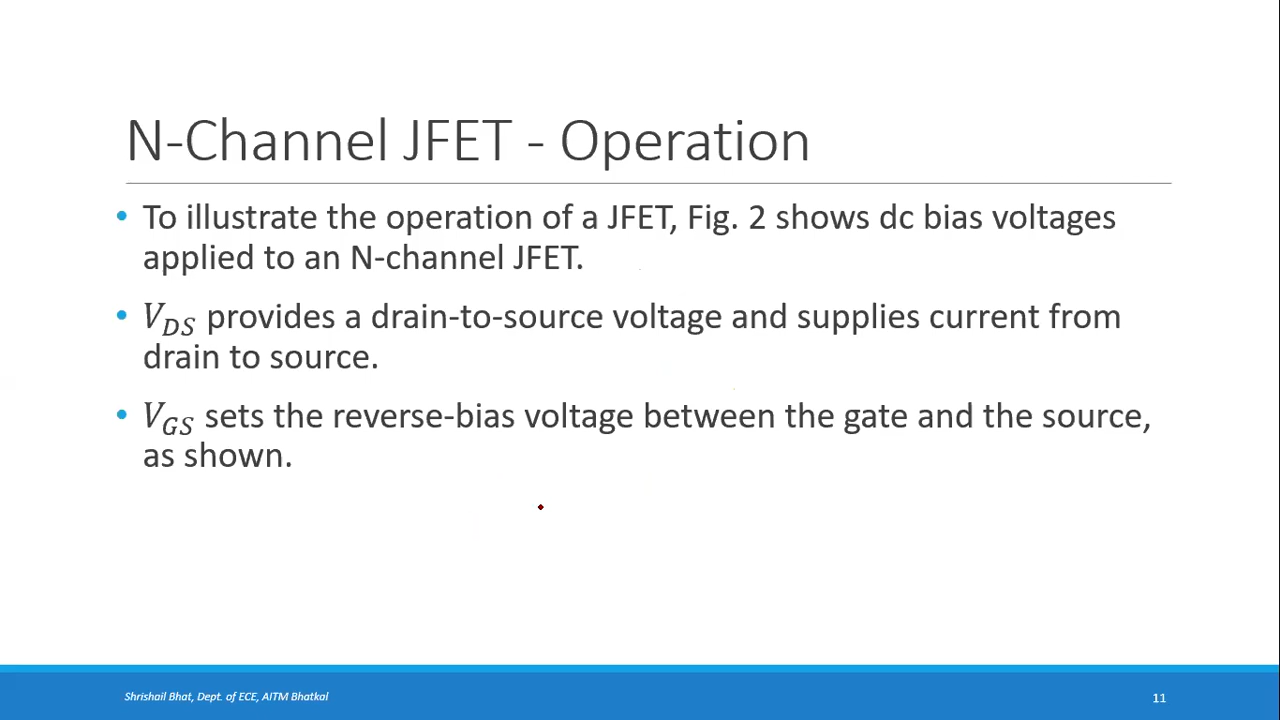 N-Channel JFET - Operation
• To illustrate the operation of a JFET, Fig. 2 shows dc bias voltages
applied to an N-channel JFET.
• V_DS provides a drain-to-source voltage and supplies current from
drain to source.
• V_GS sets the reverse-bias voltage between the gate and the source,
as shown.
Shrishail Bhat, Dept. of ECE, AITM Bhatkal
11